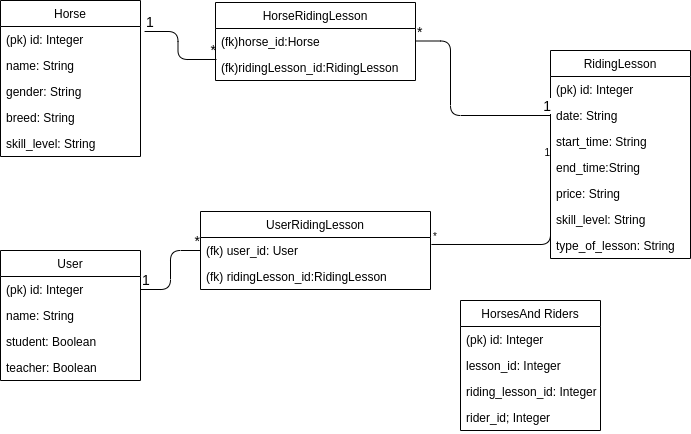 Horse
(pk) id: Integer
name: String
gender: String
breed: String
skill_level: String
1
*
HorseRidingLesson
(fk)horse_id:Horse
(fk)ridingLesson_id:RidingLesson
*
1
RidingLesson
(pk) id: Integer
date: String
start_time: String
end_time:String
price: String
skill_level: String
type_of_lesson: String
1
*
UserRidingLesson
(fk) user_id: User
(fk) ridingLesson_id:RidingLesson
*
1
User
(pk) id: Integer
name: String
student: Boolean
teacher: Boolean
HorsesAnd Riders
(pk) id: Integer
lesson_id: Integer
riding_lesson_id: Integer
rider_id; Integer